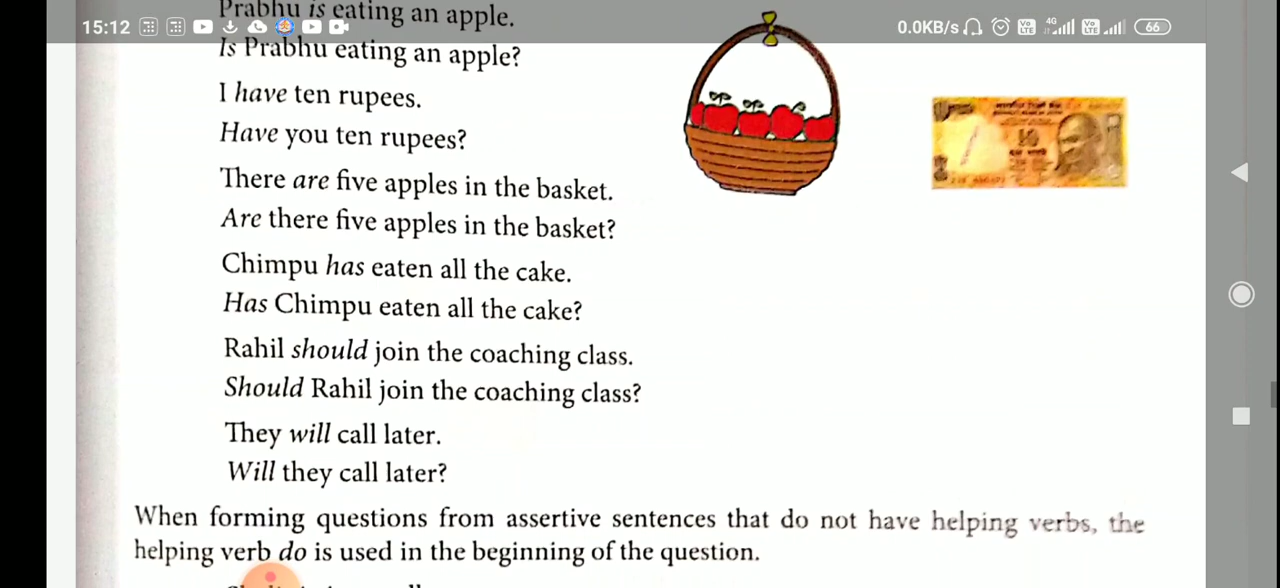 Prabhu is eating an apple.
15:12
0.0KB/s
4G
66
Is Prabhu eating an apple?
I have ten rupees.
Have you ten rupees?
There are five apples in the basket.
Are there five apples in the basket?
Chimpu has eaten all the cake.
Has Chimpu eaten all the cake?
Rahil should join the coaching class.
Should Rahil join the coaching class?
They will call later.
Will they call later?
When forming questions from assertive sentences that do not have helping verbs, the
helping verb do is used in the beginning of the question.